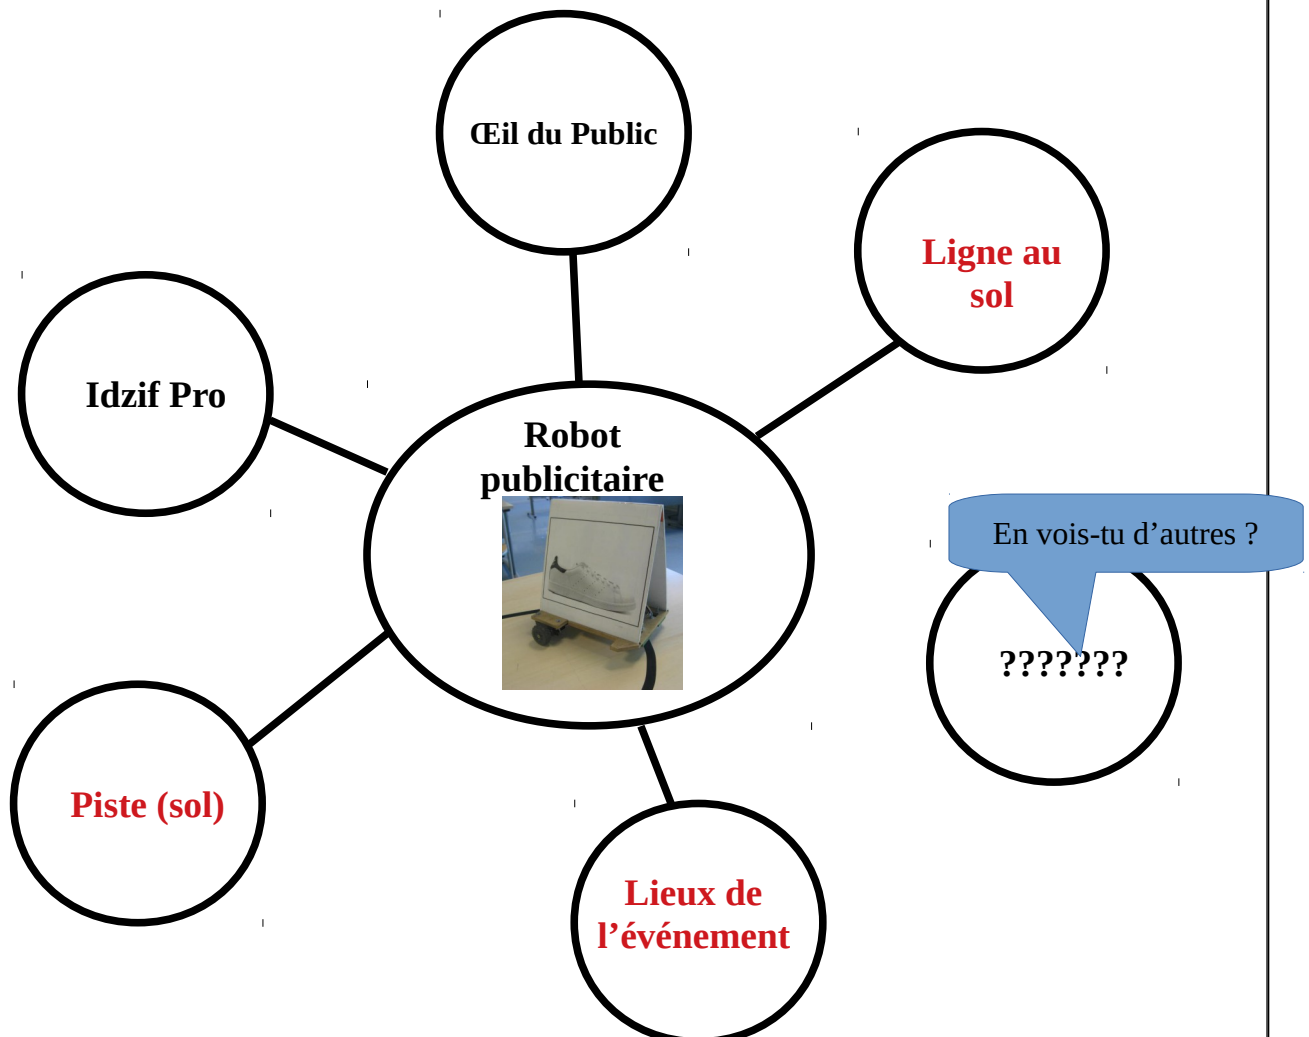 Œil du Public
Ligne au
sol
Idzif Pro
Robot
publicitaire
En vois-tu d’autres ?
???????
Piste (sol)
Lieux de
l’événement